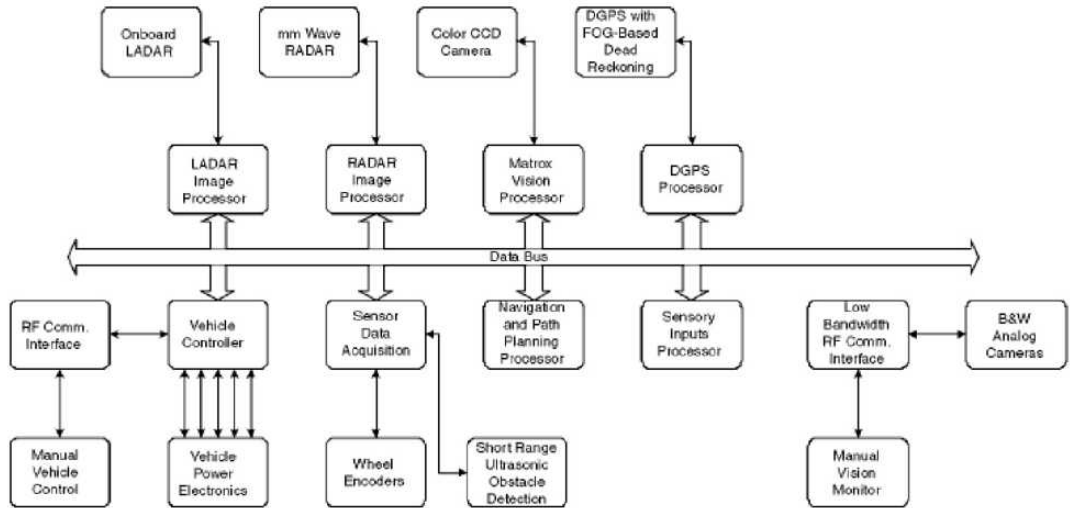 Onboard
LADAR
mm Wave
RADAR
Color CCD
Camera
DGPS with
FOG-Based
Dead
Reckoning
LADAR
Image
Processor
RADAR
Image
Processor
Matrox
Vision
Processor
DGPS
Processor
Data Bus
RF Comm.
Interface
Vehicle
Controller
Sensor
Data
Acquisition
Navigation
and Path
Planning
Processor
Sensory
Inputs
Processor
Low
Bandwidth
RF Comm.
Interface
B&W
Analog
Cameras
Manual
Vehicle
Control
Vehicle
Power
Electronics
Wheel
Encoders
Short Range
Ultrasonic
Obstacle
Detection
Manual
Vision
Monitor